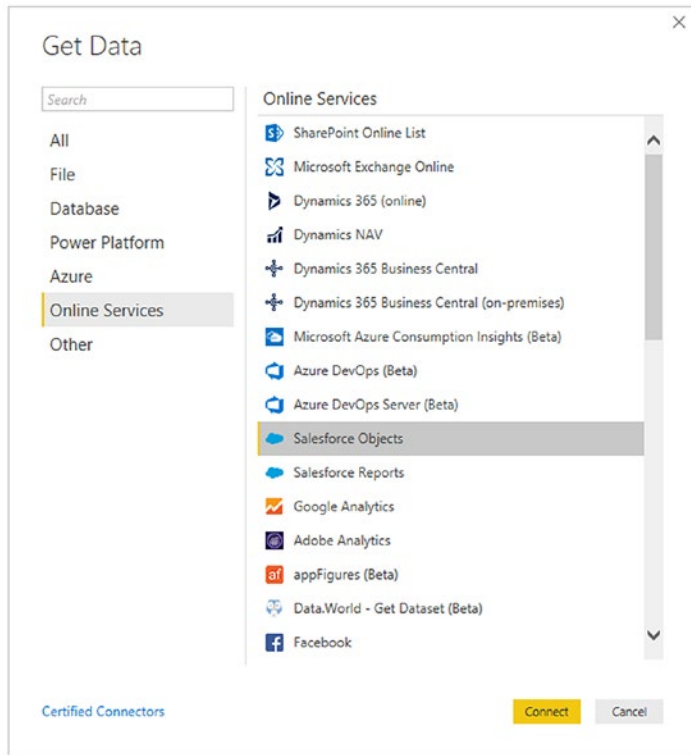 Get Data
Search
All
File
Database
Power Platform
Azure
Online Services
Other
Online Services
SharePoint Online List
Microsoft Exchange Online
Dynamics 365 (online)
Dynamics NAV
Dynamics 365 Business Central
Dynamics 365 Business Central (on-premises)
Microsoft Azure Consumption Insights (Beta)
Azure DevOps (Beta)
Azure DevOps Server (Beta)
Salesforce Objects
Salesforce Reports
Google Analytics
Adobe Analytics
af appFigures (Beta)
Data.World - Get Dataset (Beta)
Facebook
Certified Connectors
Connect
Cancel